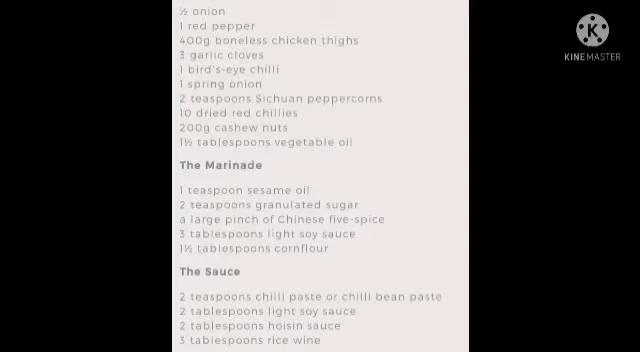 ½ onion
1 red pepper
400g boneless chicken thighs
3 garlic cloves
1 bird's-eye chilli
1 spring onion
2 teaspoons Sichuan peppercorns
10 dried red chillies
200g cashew nuts
1½ tablespoons vegetable oil
The Marinade
1 teaspoon sesame oil
2 teaspoons granulated sugar
a large pinch of Chinese five-spice
3 tablespoons light soy sauce
1½ tablespoons cornflour
The Sauce
2 teaspoons chilli paste or chilli bean paste
2 tablespoons light soy sauce
2 tablespoons hoisin sauce
3 tablespoons rice wine
K
KINEMASTER